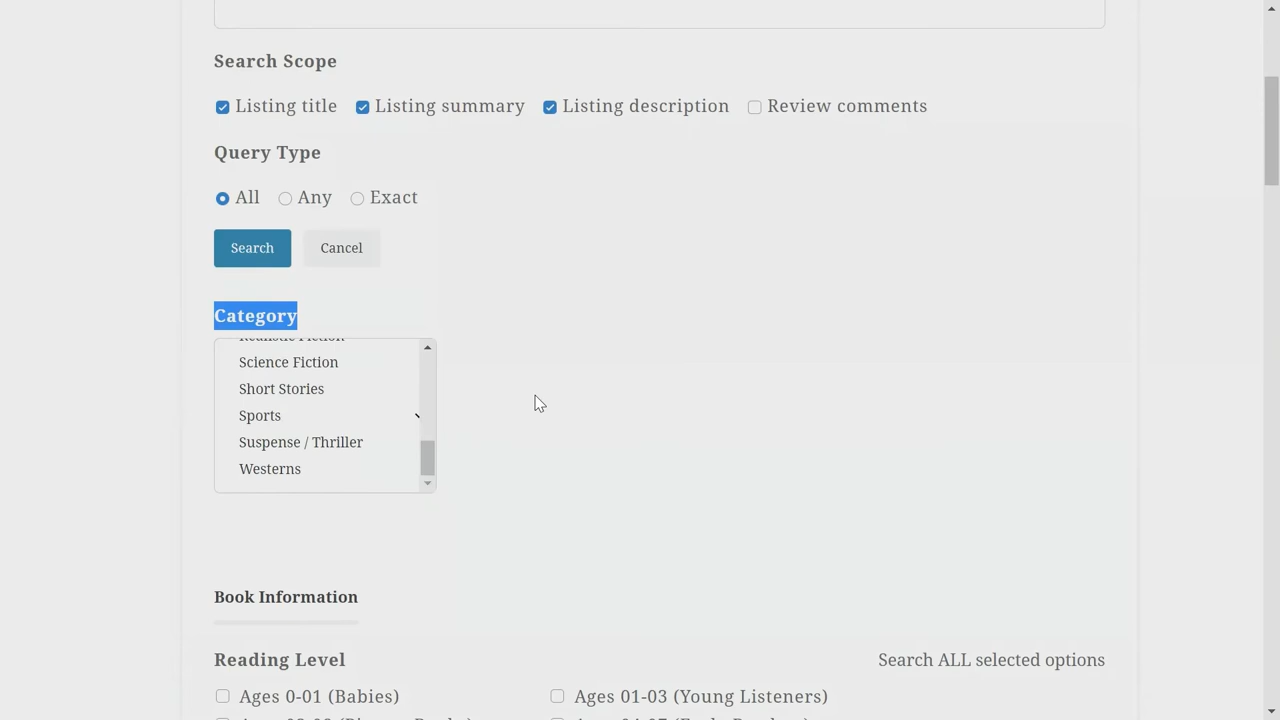 Search Scope
Listing title Listing summary Listing description Review comments
Query Type
All Any Exact
Search Cancel
Category
Realistic Fiction
Science Fiction
Short Stories
Sports
Suspense / Thriller
Westerns
Book Information
Reading Level Search ALL selected options
Ages 0-01 (Babies) Ages 01-03 (Young Listeners)